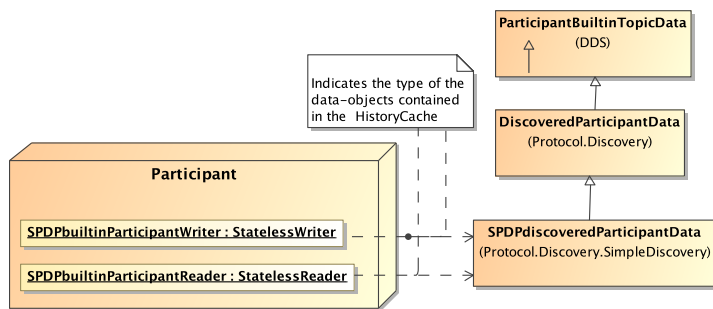 ParticipantBuiltinTopicData
(DDS)
Indicates the type of the
data-objects contained
in the HistoryCache
DiscoveredParticipantData
(Protocol.Discovery)
Participant
SPDPbuiltinParticipantWriter : StatelessWriter
SPDPdiscoveredParticipantData
(Protocol.Discovery.SimpleDiscovery)
SPDPbuiltinParticipantReader : StatelessReader